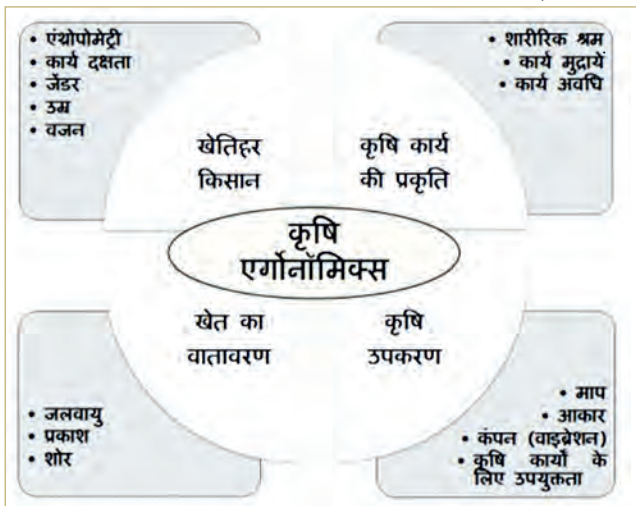 • एंथ्रोपोमेट्री
• कार्य दक्षता
• जेंडर
• उम्र
• वजन
• शारीरिक श्रम
• कार्य मुद्रायें
• कार्य अवधि
खेतिहर
किसान
कृषि कार्य
की प्रकृति
कृषि
एर्गोनॉमिक्स
खेत का
वातावरण
कृषि
उपकरण
• जलवायु
• प्रकाश
• शोर
• माप
• आकार
• कंपन (वाइब्रेशन)
• कृषि कार्यों के
लिए उपयुक्तता